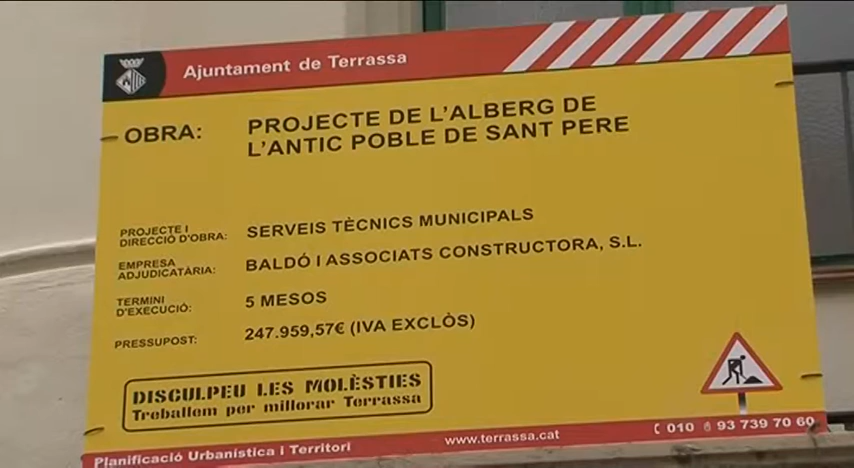 Ajuntament de Terrassa
OBRA: PROJECTE DE L'ALBERG DE
L'ANTIC POBLE DE SANT PERE
PROJECTE I
DIRECCIÓ D'OBRA: SERVEIS TÈCNICS MUNICIPALS
EMPRESA
ADJUDICATÀRIA: BALDÓ I ASSOCIATS CONSTRUCTORA, S.L.
TERMINI
D'EXECUCIÓ: 5 MESOS
PRESSUPOST: 247.959,57€ (IVA EXCLÒS)
DISCULPEU LES MOLÈSTIES
Treballem per millorar Terrassa
Planificació Urbanística i Territori www.terrassa.cat 010 93 739 70 60